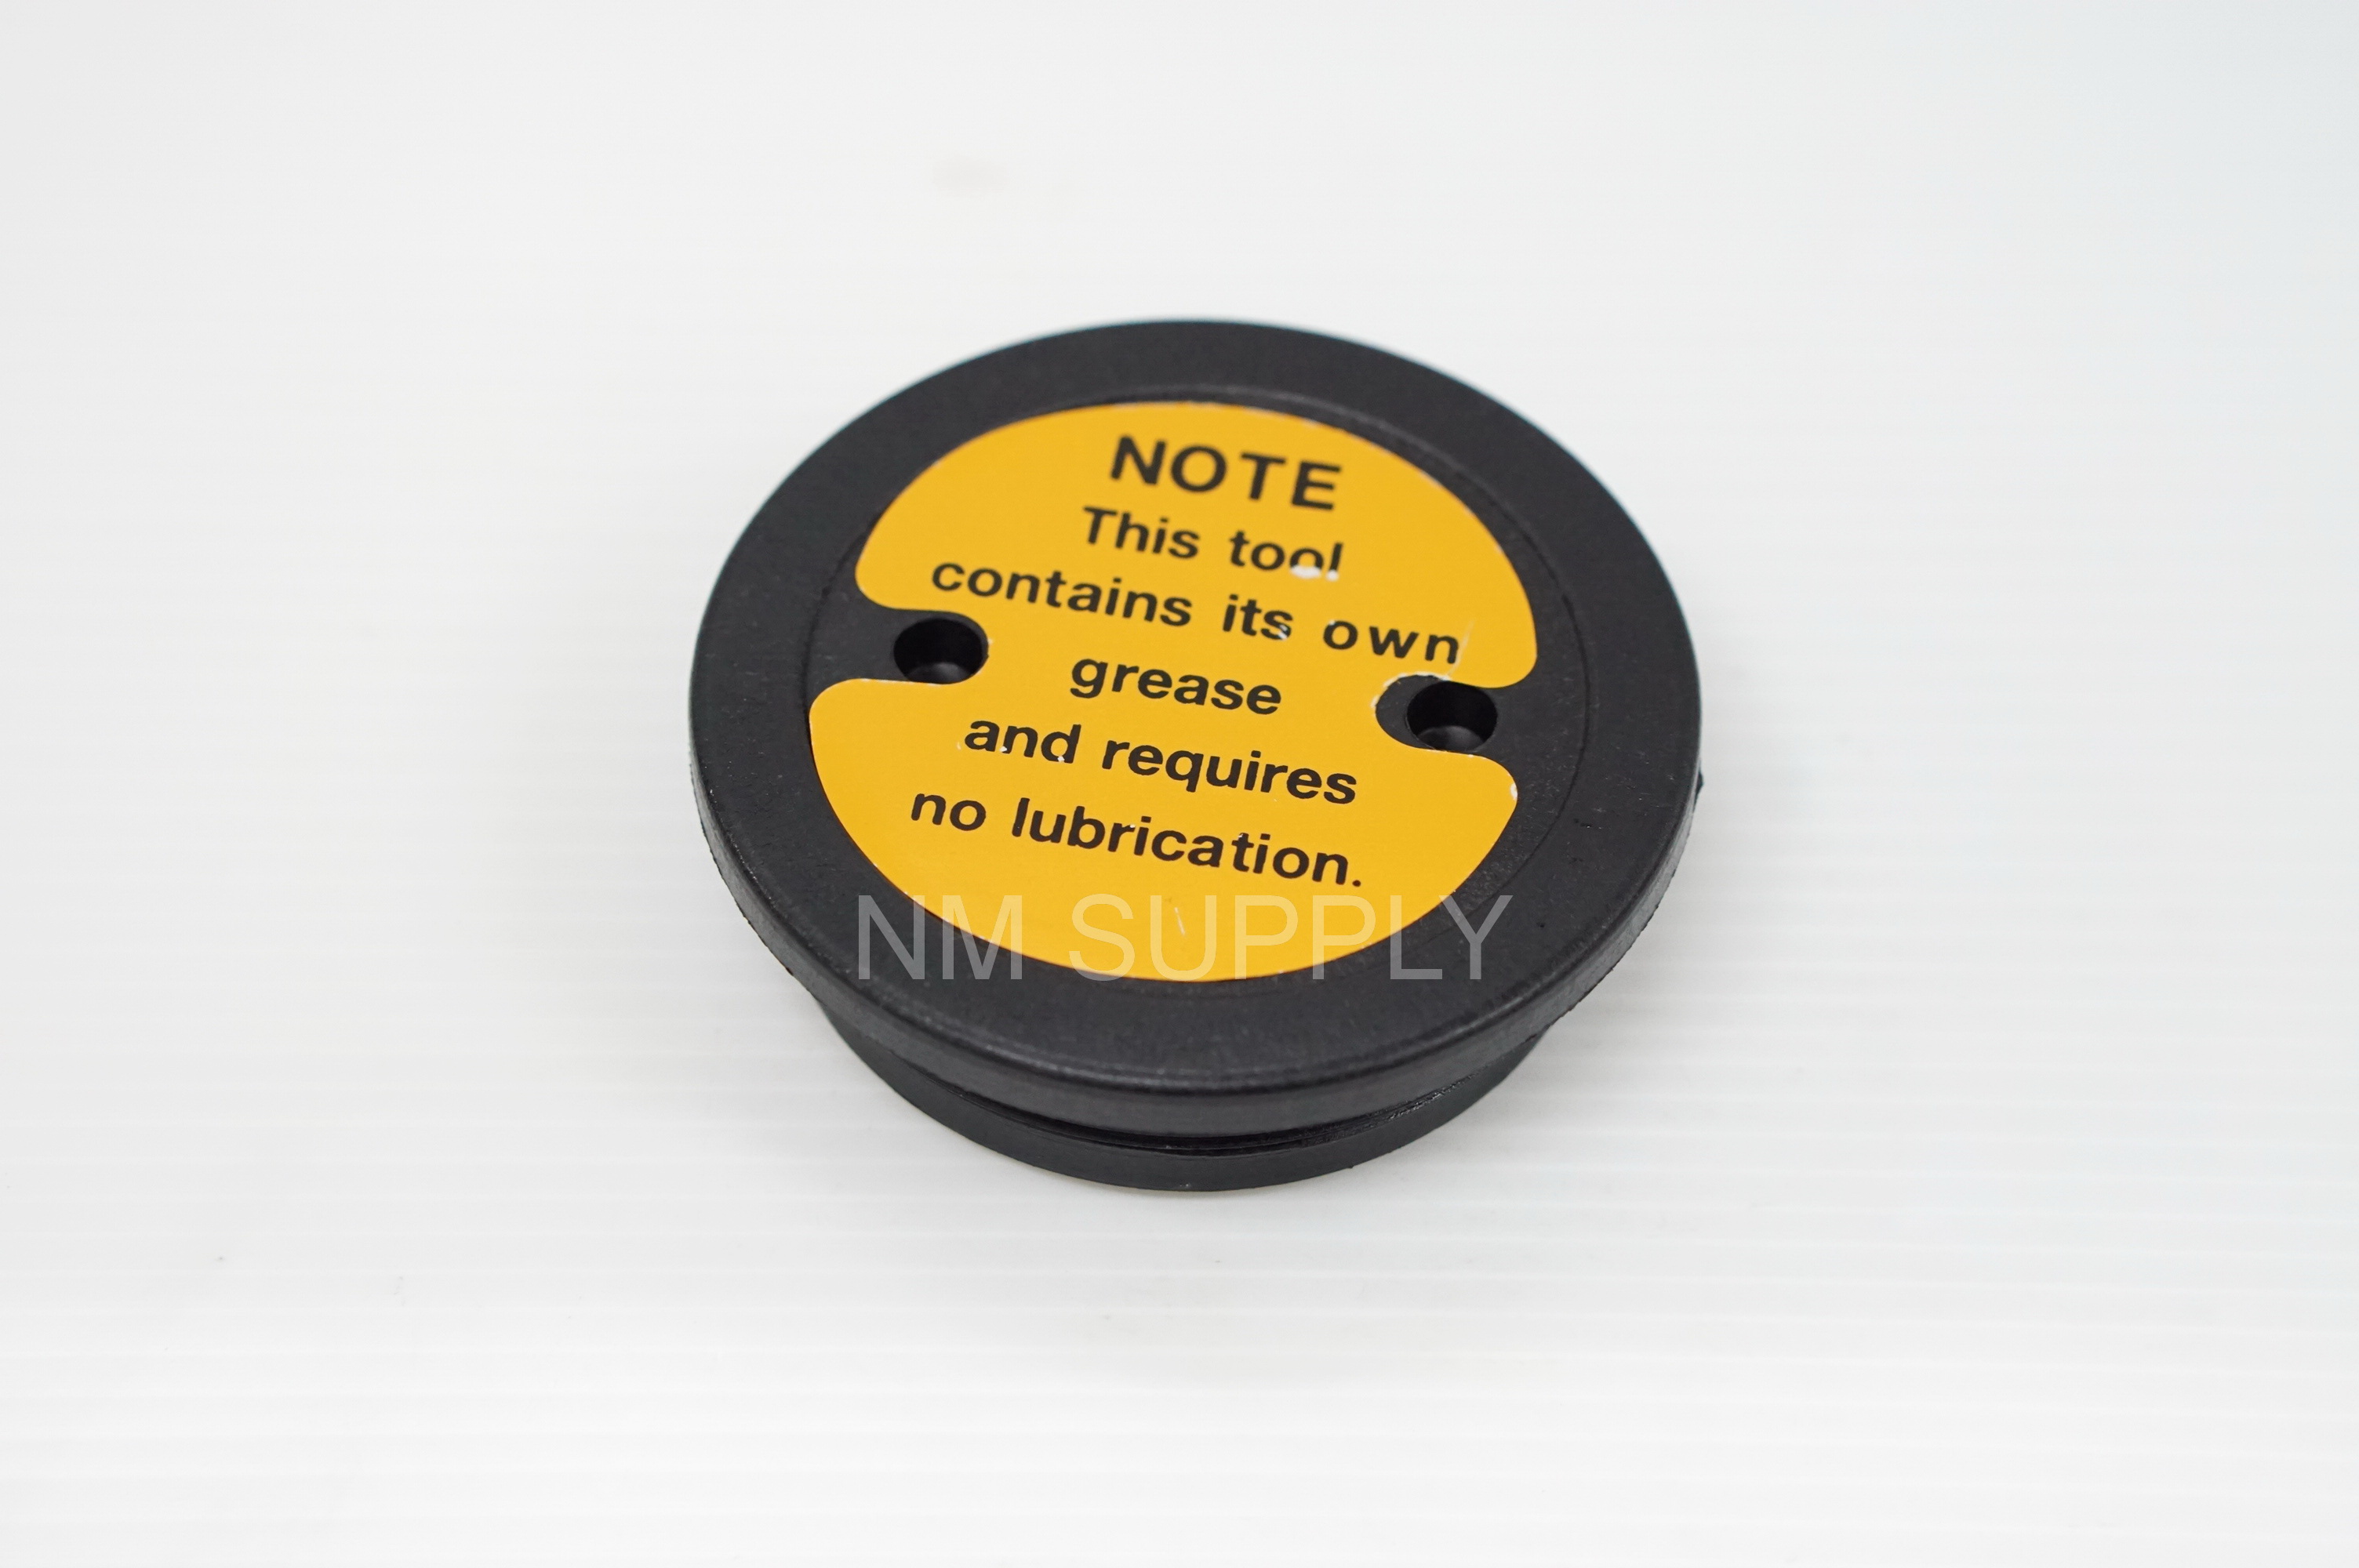 NOTE
This tool
contains its own
grease
and requires
no lubrication.
NM SUPPLY